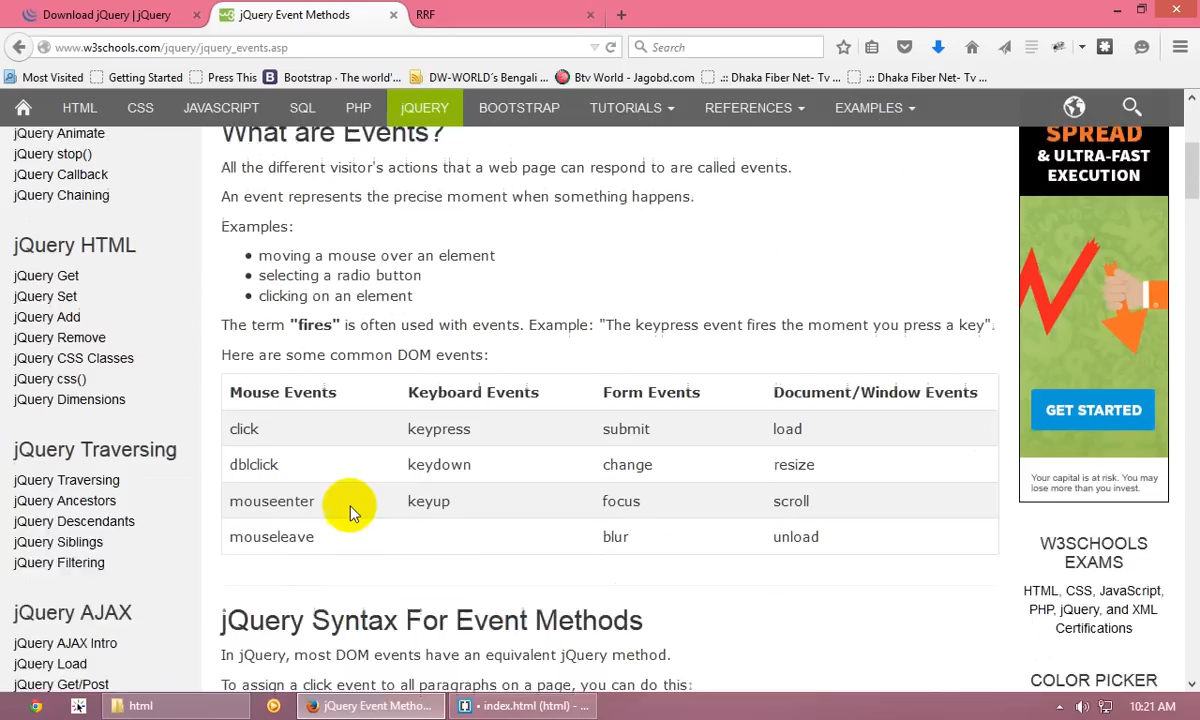 Download jQuery | jQuery
jQuery Event Methods
RRF
www.w3schools.com/jquery/jquery_events.asp
Search
Most Visited
Getting Started
Press This
Bootstrap · The world'...
DW-WORLD´s Bengali ...
Btv World - Jagobd.com
.:: Dhaka Fiber Net- Tv ...
.:: Dhaka Fiber Net- Tv ...
HTML
CSS
JAVASCRIPT
SQL
PHP
jQUERY
BOOTSTRAP
TUTORIALS
REFERENCES
EXAMPLES
jQuery Animate
jQuery stop()
jQuery Callback
jQuery Chaining
jQuery HTML
jQuery Get
jQuery Set
jQuery Add
jQuery Remove
jQuery CSS Classes
jQuery css()
jQuery Dimensions
jQuery Traversing
jQuery Traversing
jQuery Ancestors
jQuery Descendants
jQuery Siblings
jQuery Filtering
jQuery AJAX
jQuery AJAX Intro
jQuery Load
jQuery Get/Post
What are Events?
All the different visitor's actions that a web page can respond to are called events.
An event represents the precise moment when something happens.
Examples:
• moving a mouse over an element
• selecting a radio button
• clicking on an element
The term "fires" is often used with events. Example: "The keypress event fires the moment you press a key".
Here are some common DOM events:
Mouse Events Keyboard Events Form Events Document/Window Events
click keypress submit load
dblclick keydown change resize
mouseenter keyup focus scroll
mouseleave blur unload
jQuery Syntax For Event Methods
In jQuery, most DOM events have an equivalent jQuery method.
To assign a click event to all paragraphs on a page, you can do this:
SPREAD
& ULTRA-FAST
EXECUTION
GET STARTED
Your capital is at risk. You may
lose more than you invest.
W3SCHOOLS
EXAMS
HTML, CSS, JavaScript,
PHP, jQuery, and XML
Certifications
COLOR PICKER
html
jQuery Event Metho...
• index.html (html) - ...
10:21 AM